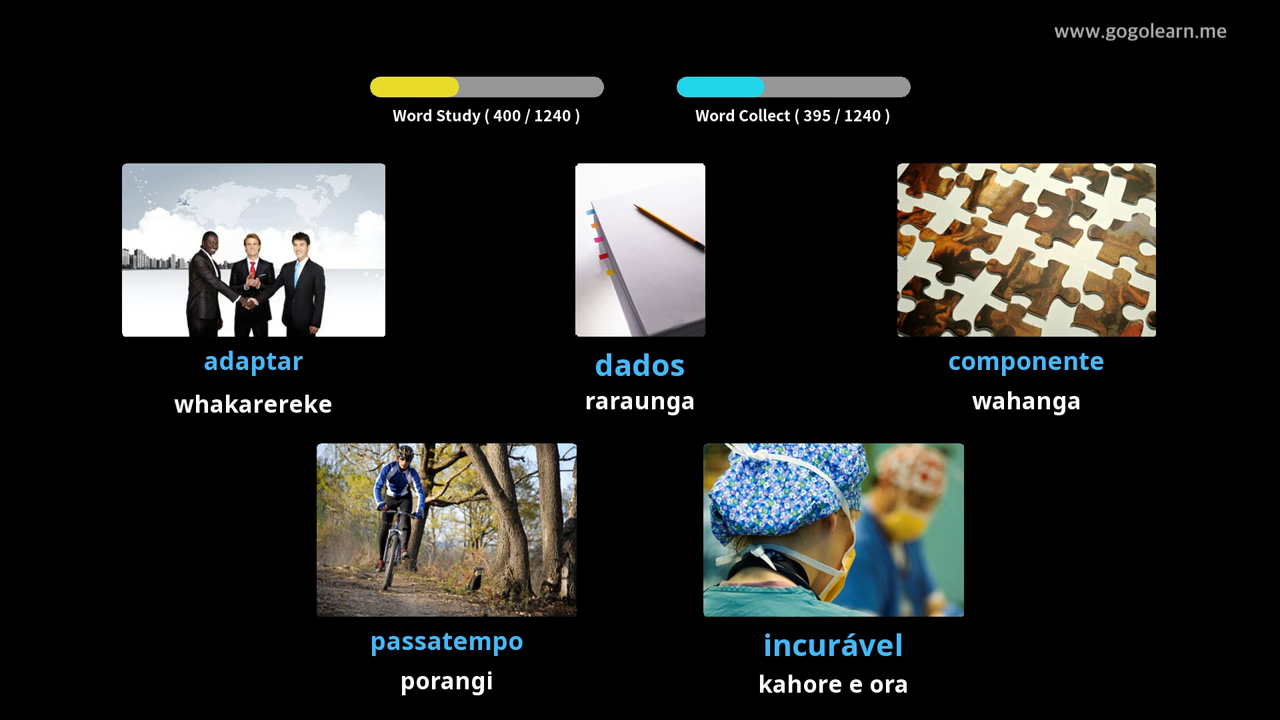 www.gogolearn.me
Word Study ( 400 / 1240 )
Word Collect ( 395 / 1240 )
adaptar
whakarereke
dados
raraunga
componente
wahanga
passatempo
porangi
incurável
kahore e ora